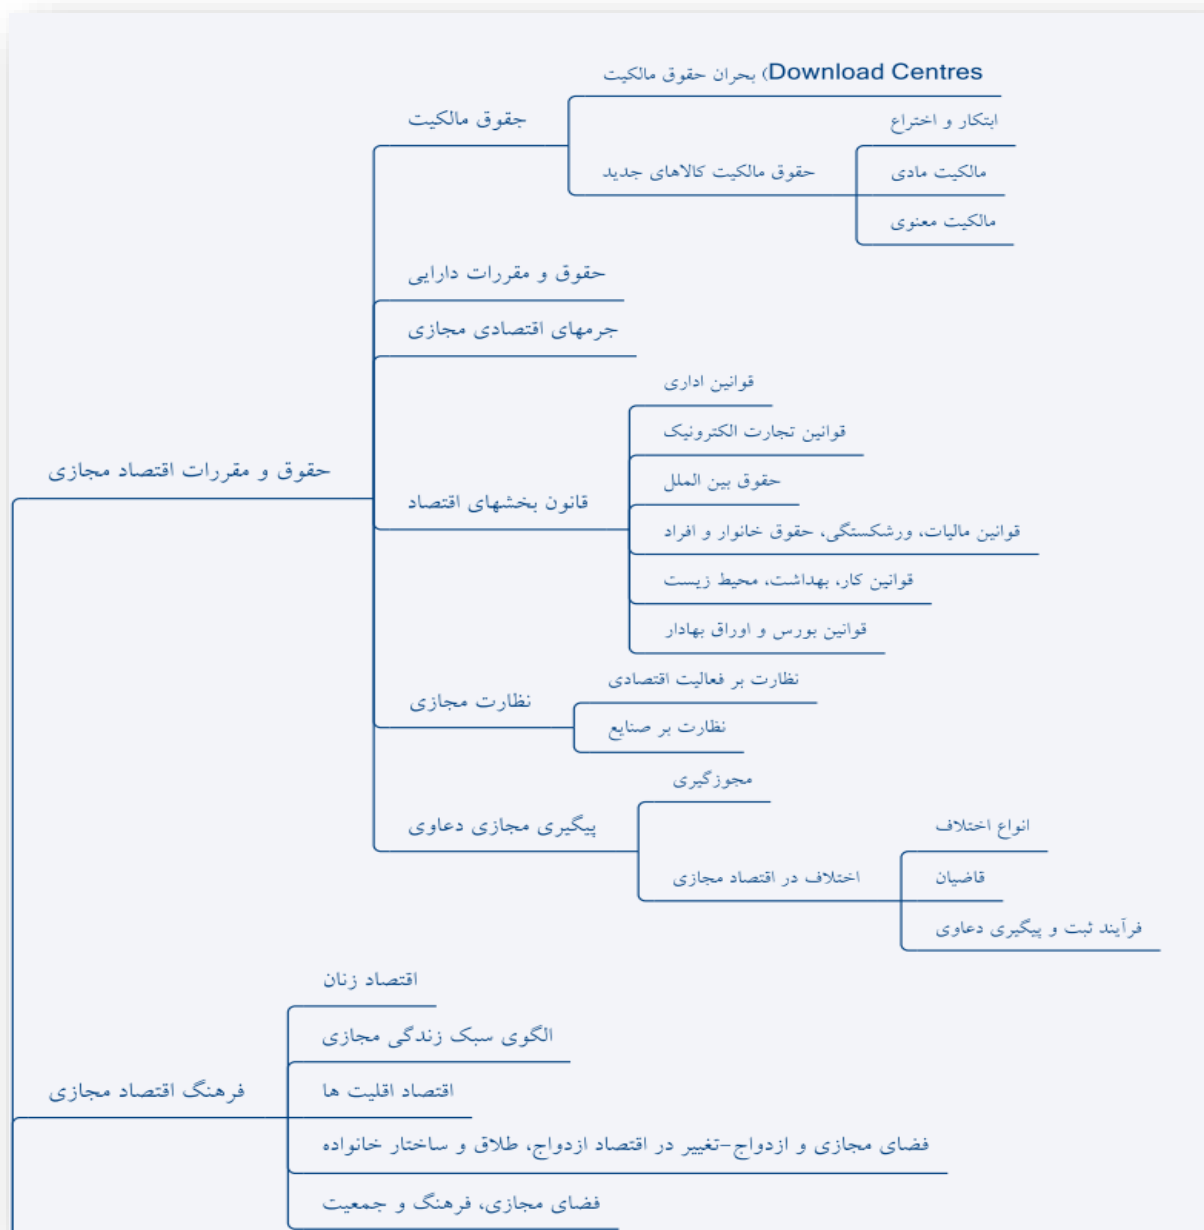 بحران حقوق مالکیت (Download Centres
جقوق مالکیت
ابتکار و اختراع
حقوق مالکیت کالاهای جدید
مالکیت مادی
مالکیت معنوی
حقوق و مقررات دارایی
جرمهای اقتصادی مجازی
حقوق و مقررات اقتصاد مجازی
قانون بخشهای اقتصاد
قوانین اداری
قوانین تجارت الکترونیک
حقوق بین الملل
قوانین مالیات، ورشکستگی، حقوق خانوار و افراد
قوانین کار، بهداشت، محیط زیست
قوانین بورس و اوراق بهادار
نظارت مجازی
نظارت بر فعالیت اقتصادی
نظارت بر صنایع
پیگیری مجازی دعاوی
مجوزگیری
اختلاف در اقتصاد مجازی
انواع اختلاف
قاضیان
فرآیند ثبت و پیگیری دعاوی
فرهنگ اقتصاد مجازی
اقتصاد زنان
الگوی سبک زندگی مجازی
اقتصاد اقلیت ها
فضای مجازی و ازدواج-تغییر در اقتصاد ازدواج، طلاق و ساختار خانواده
فضای مجازی، فرهنگ و جمعیت